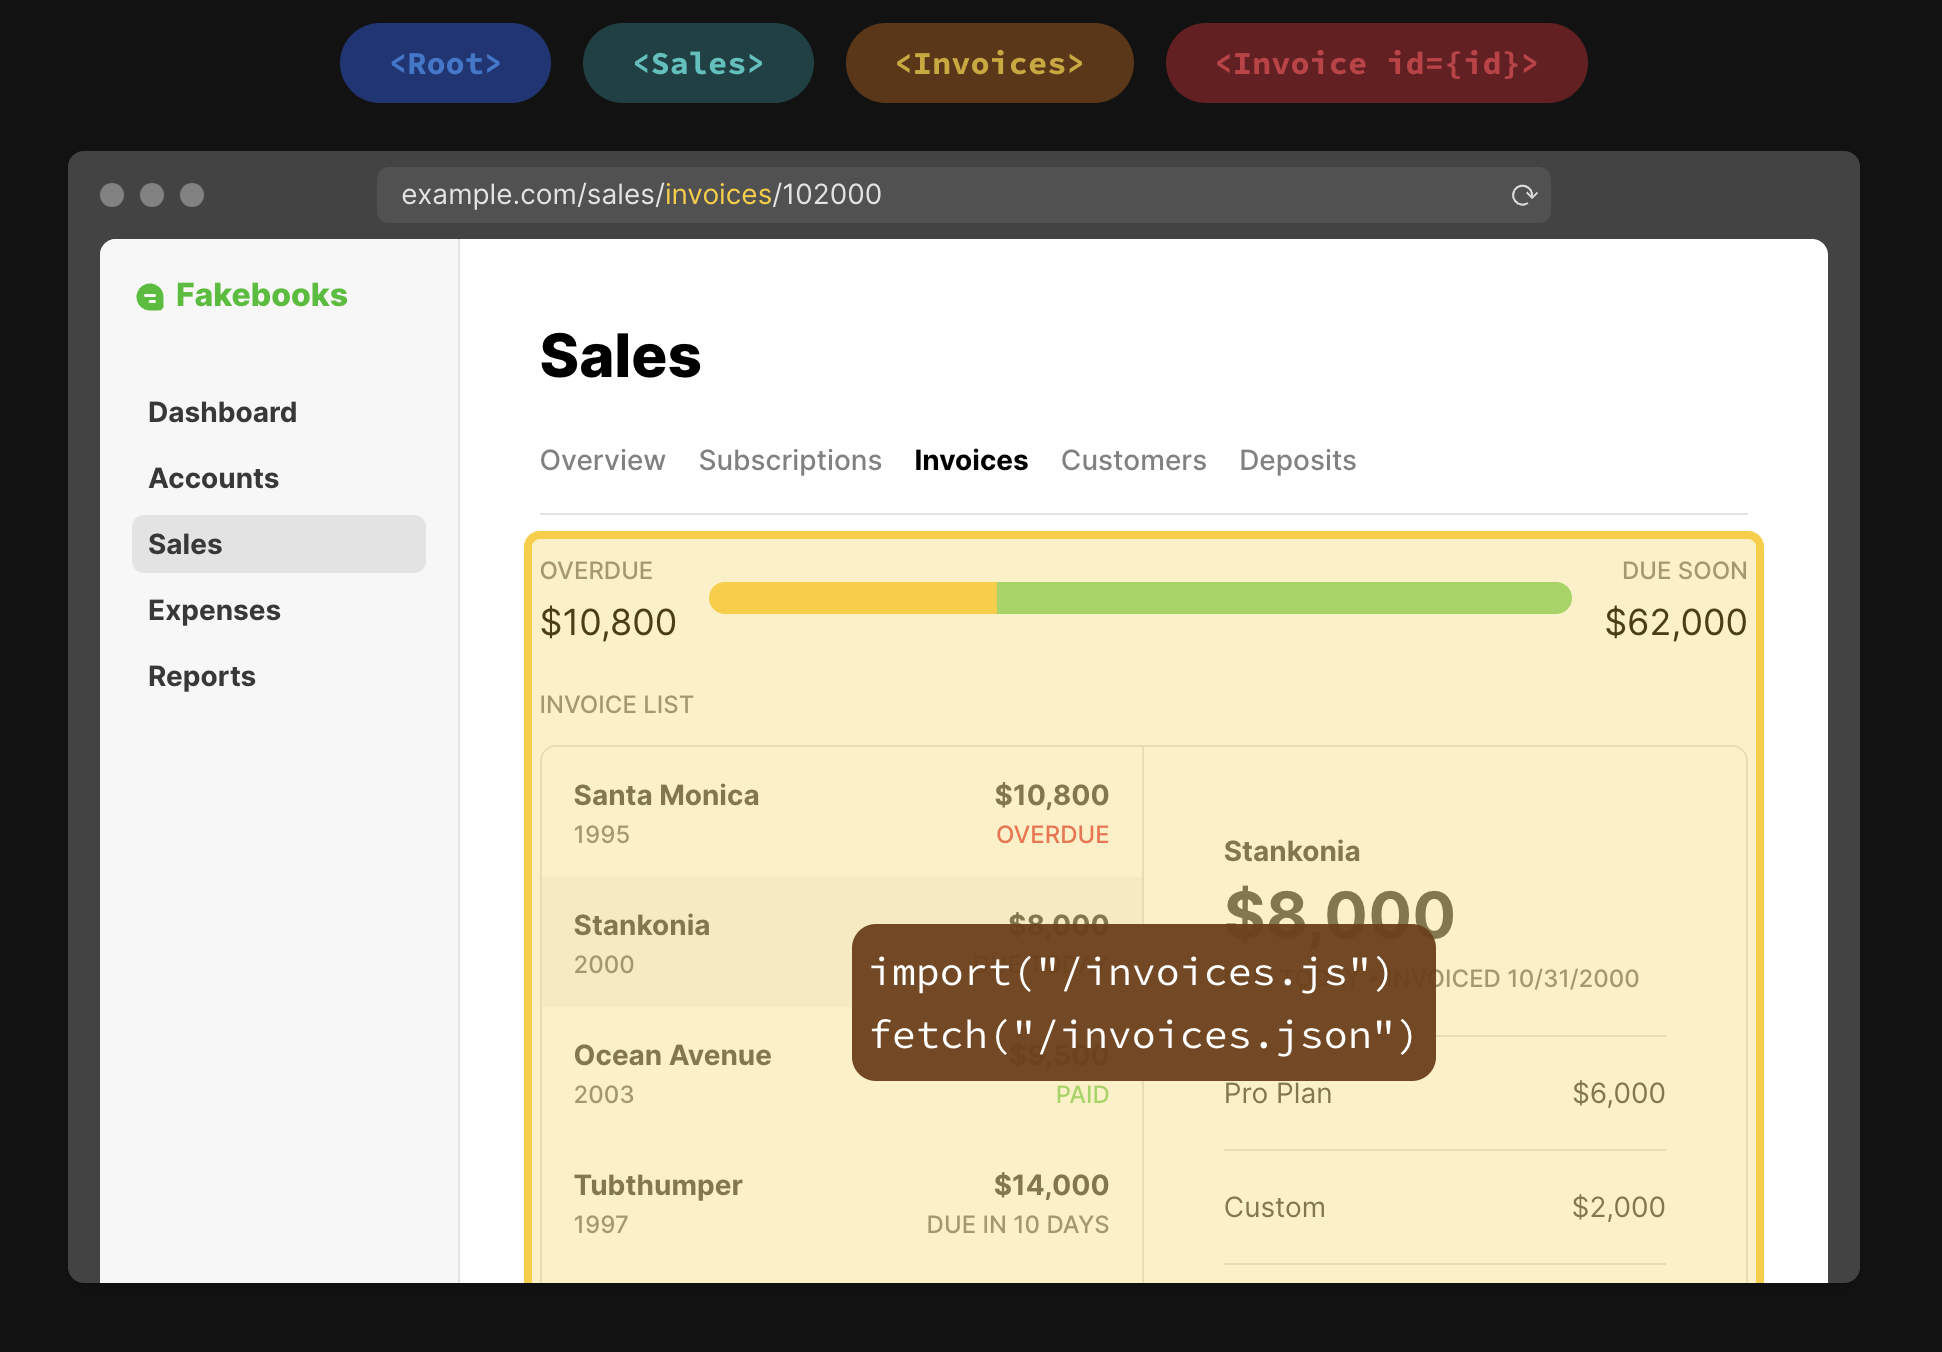 <Root> <Sales> <Invoices> <Invoice id={id}>
example.com/sales/invoices/102000
Fakebooks
Dashboard
Accounts
Sales
Expenses
Reports
Sales
Overview Subscriptions Invoices Customers Deposits
OVERDUE
$10,800
DUE SOON
$62,000
INVOICE LIST
Santa Monica $10,800
1995 OVERDUE
Stankonia $8,000
2000
Ocean Avenue $9,500
2003 PAID
Tubthumper $14,000
1997 DUE IN 10 DAYS
Stankonia
$8,000
INVOICED 10/31/2000
Pro Plan $6,000
Custom $2,000
import("/invoices.js")
fetch("/invoices.json")